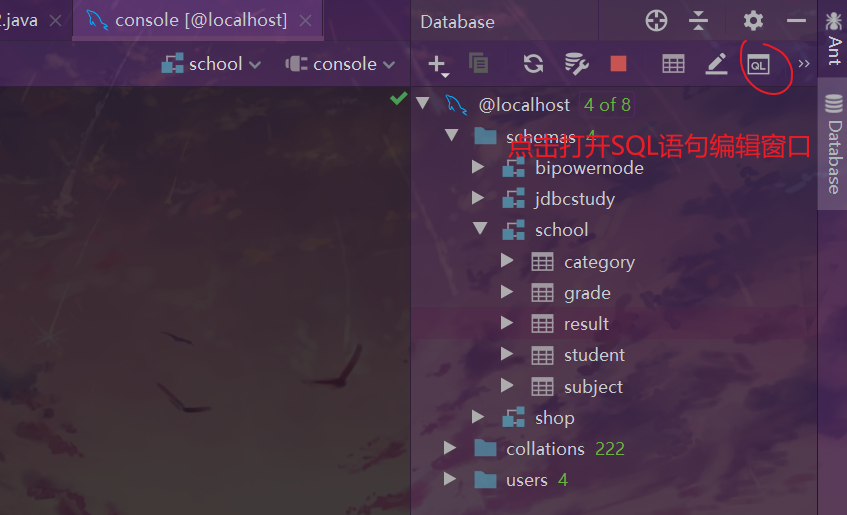 2.java
console [@localhost]
Database
school
console
QL
@localhost 4 of 8
schemas 4
点击打开SQL语句编辑窗口
bipowernode
jdbcstudy
school
category
grade
result
student
subject
shop
collations 222
users 4
Ant
Database